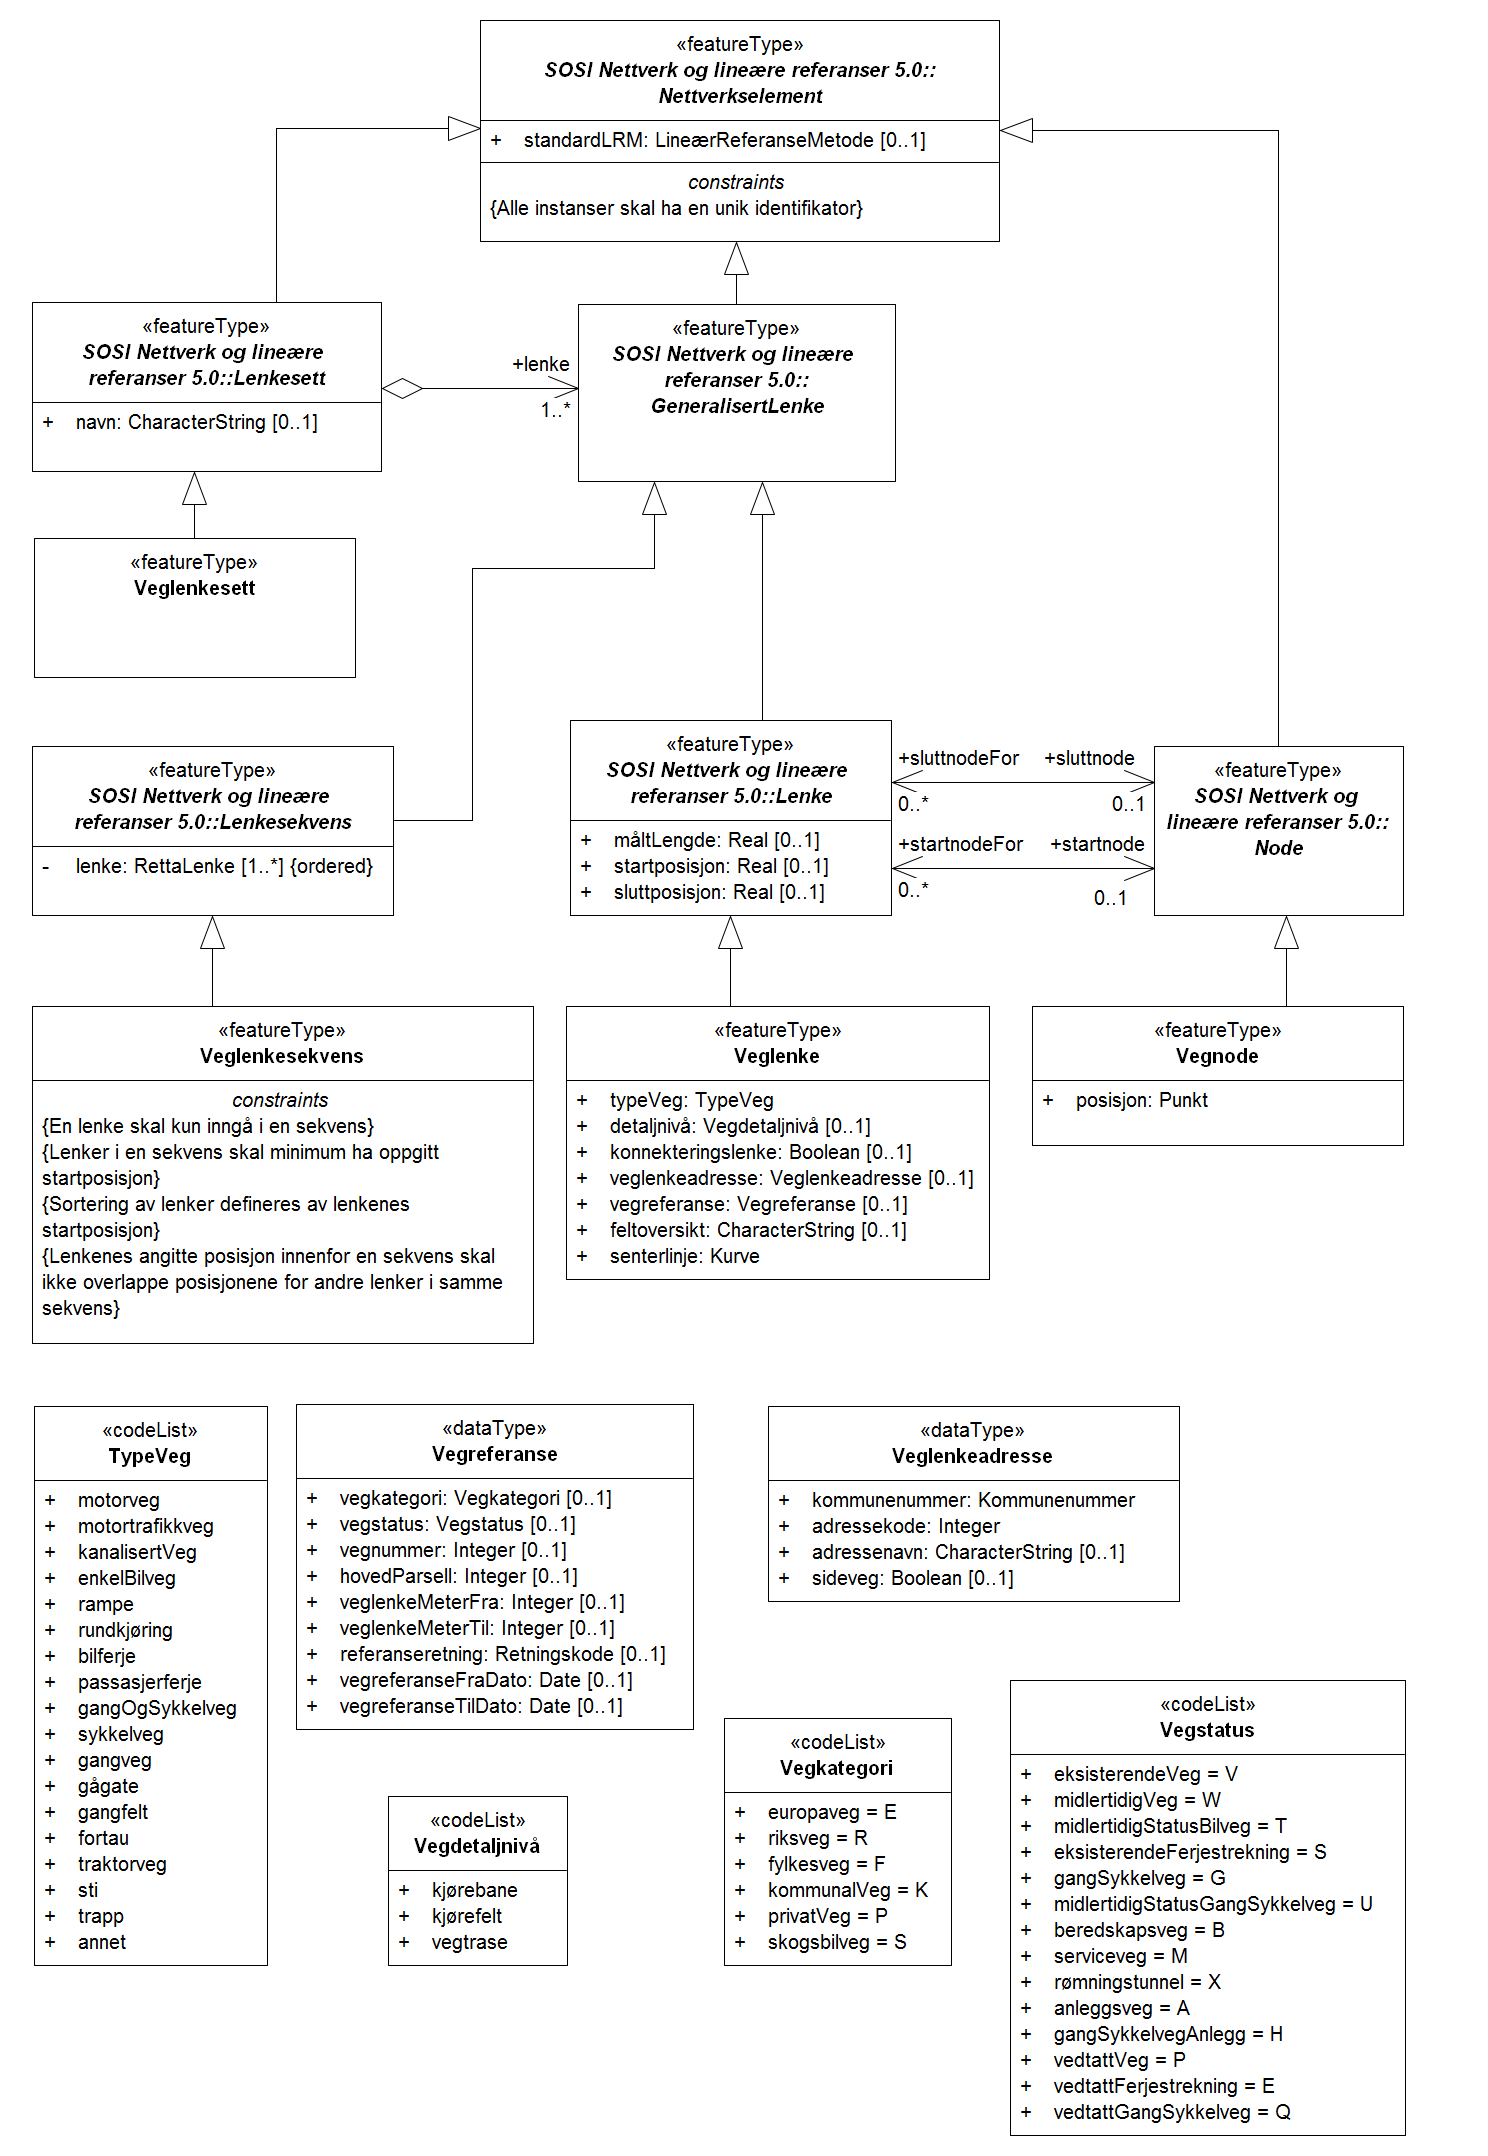 «featureType»
SOSI Nettverk og lineære referanser 5.0::
Nettverkselement
+ standardLRM: LineærReferanseMetode [0..1]
constraints
{Alle instanser skal ha en unik identifikator}
«featureType»
SOSI Nettverk og lineære
referanser 5.0::Lenkesett
+ navn: CharacterString [0..1]
+lenke
1..*
«featureType»
SOSI Nettverk og lineære
referanser 5.0::
GeneralisertLenke
«featureType»
Veglenkesett
«featureType»
SOSI Nettverk og lineære
referanser 5.0::Lenkesekvens
- lenke: RettaLenke [1..*] {ordered}
«featureType»
SOSI Nettverk og lineære
referanser 5.0::Lenke
+ måltLengde: Real [0..1]
+ startposisjon: Real [0..1]
+ sluttposisjon: Real [0..1]
+sluttnodeFor
+sluttnode
0..*
0..1
+startnodeFor
+startnode
0..*
0..1
«featureType»
SOSI Nettverk og
lineære referanser 5.0::
Node
«featureType»
Veglenkesekvens
constraints
{En lenke skal kun inngå i en sekvens}
{Lenker i en sekvens skal minimum ha oppgitt
startposisjon}
{Sortering av lenker defineres av lenkenes
startposisjon}
{Lenkenes angitte posisjon innenfor en sekvens skal
ikke overlappe posisjonene for andre lenker i samme
sekvens}
«featureType»
Veglenke
+ typeVeg: TypeVeg
+ detaljnivå: Vegdetaljnivå [0..1]
+ konnekteringslenke: Boolean [0..1]
+ veglenkeadresse: Veglenkeadresse [0..1]
+ vegreferanse: Vegreferanse [0..1]
+ feltoversikt: CharacterString [0..1]
+ senterlinje: Kurve
«featureType»
Vegnode
+ posisjon: Punkt
«codeList»
TypeVeg
+ motorveg
+ motortrafikkveg
+ kanalisertVeg
+ enkelBilveg
+ rampe
+ rundkjøring
+ bilferje
+ passasjerferje
+ gangOgSykkelveg
+ sykkelveg
+ gangveg
+ gågate
+ gangfelt
+ fortau
+ traktorveg
+ sti
+ trapp
+ annet
«dataType»
Vegreferanse
+ vegkategori: Vegkategori [0..1]
+ vegstatus: Vegstatus [0..1]
+ vegnummer: Integer [0..1]
+ hovedParsell: Integer [0..1]
+ veglenkeMeterFra: Integer [0..1]
+ veglenkeMeterTil: Integer [0..1]
+ referanseretning: Retningskode [0..1]
+ vegreferanseFraDato: Date [0..1]
+ vegreferanseTilDato: Date [0..1]
«dataType»
Veglenkeadresse
+ kommunenummer: Kommunenummer
+ adressekode: Integer
+ adressenavn: CharacterString [0..1]
+ sideveg: Boolean [0..1]
«codeList»
Vegdetaljnivå
+ kjørebane
+ kjørefelt
+ vegtrase
«codeList»
Vegkategori
+ europaveg = E
+ riksveg = R
+ fylkesveg = F
+ kommunalVeg = K
+ privatVeg = P
+ skogsbilveg = S
«codeList»
Vegstatus
+ eksisterendeVeg = V
+ midlertidigVeg = W
+ midlertidigStatusBilveg = T
+ eksisterendeFerjestrekning = S
+ gangSykkelveg = G
+ midlertidigStatusGangSykkelveg = U
+ beredskapsveg = B
+ serviceveg = M
+ rømningstunnel = X
+ anleggsveg = A
+ gangSykkelvegAnlegg = H
+ vedtattVeg = P
+ vedtattFerjestrekning = E
+ vedtattGangSykkelveg = Q